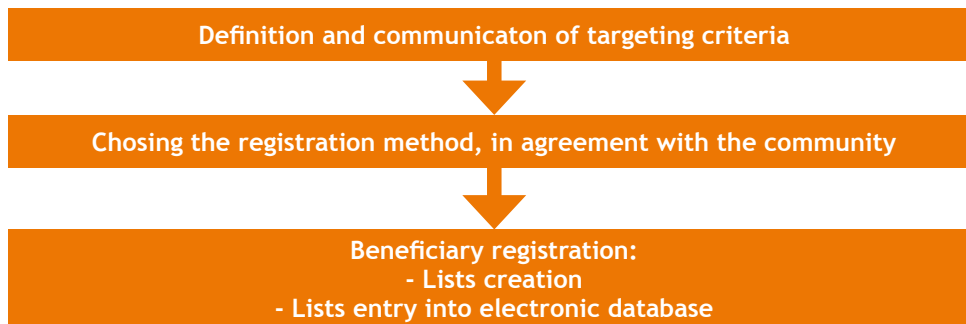 Definition and communicaton of targeting criteria
Chosing the registration method, in agreement with the community
Beneficiary registration:
- Lists creation
- Lists entry into electronic database